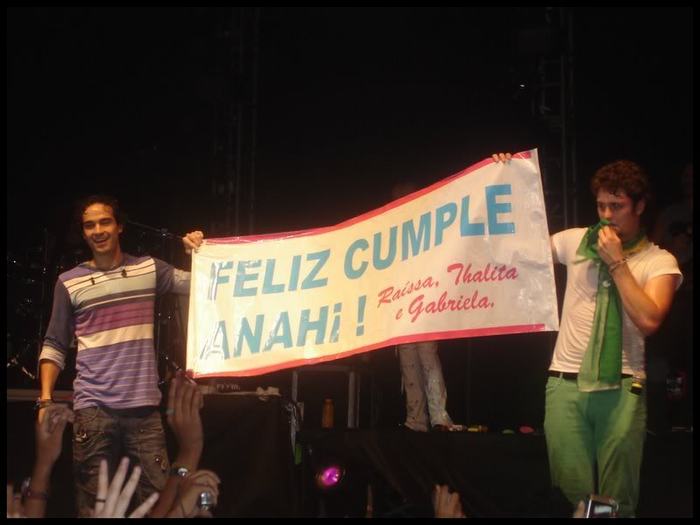 FELIZ CUMPLE
ANAHi !
Raissa, Thalita
e Gabriela.